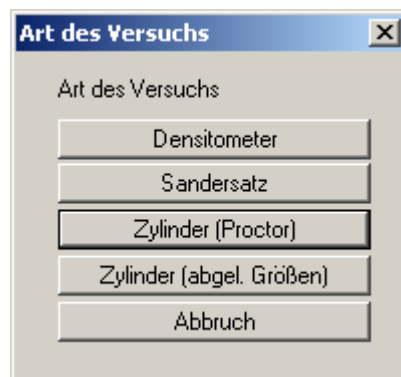 Art des Versuchs
Art des Versuchs
Densitometer
Sandersatz
Zylinder (Proctor)
Zylinder (abgel. Größen)
Abbruch